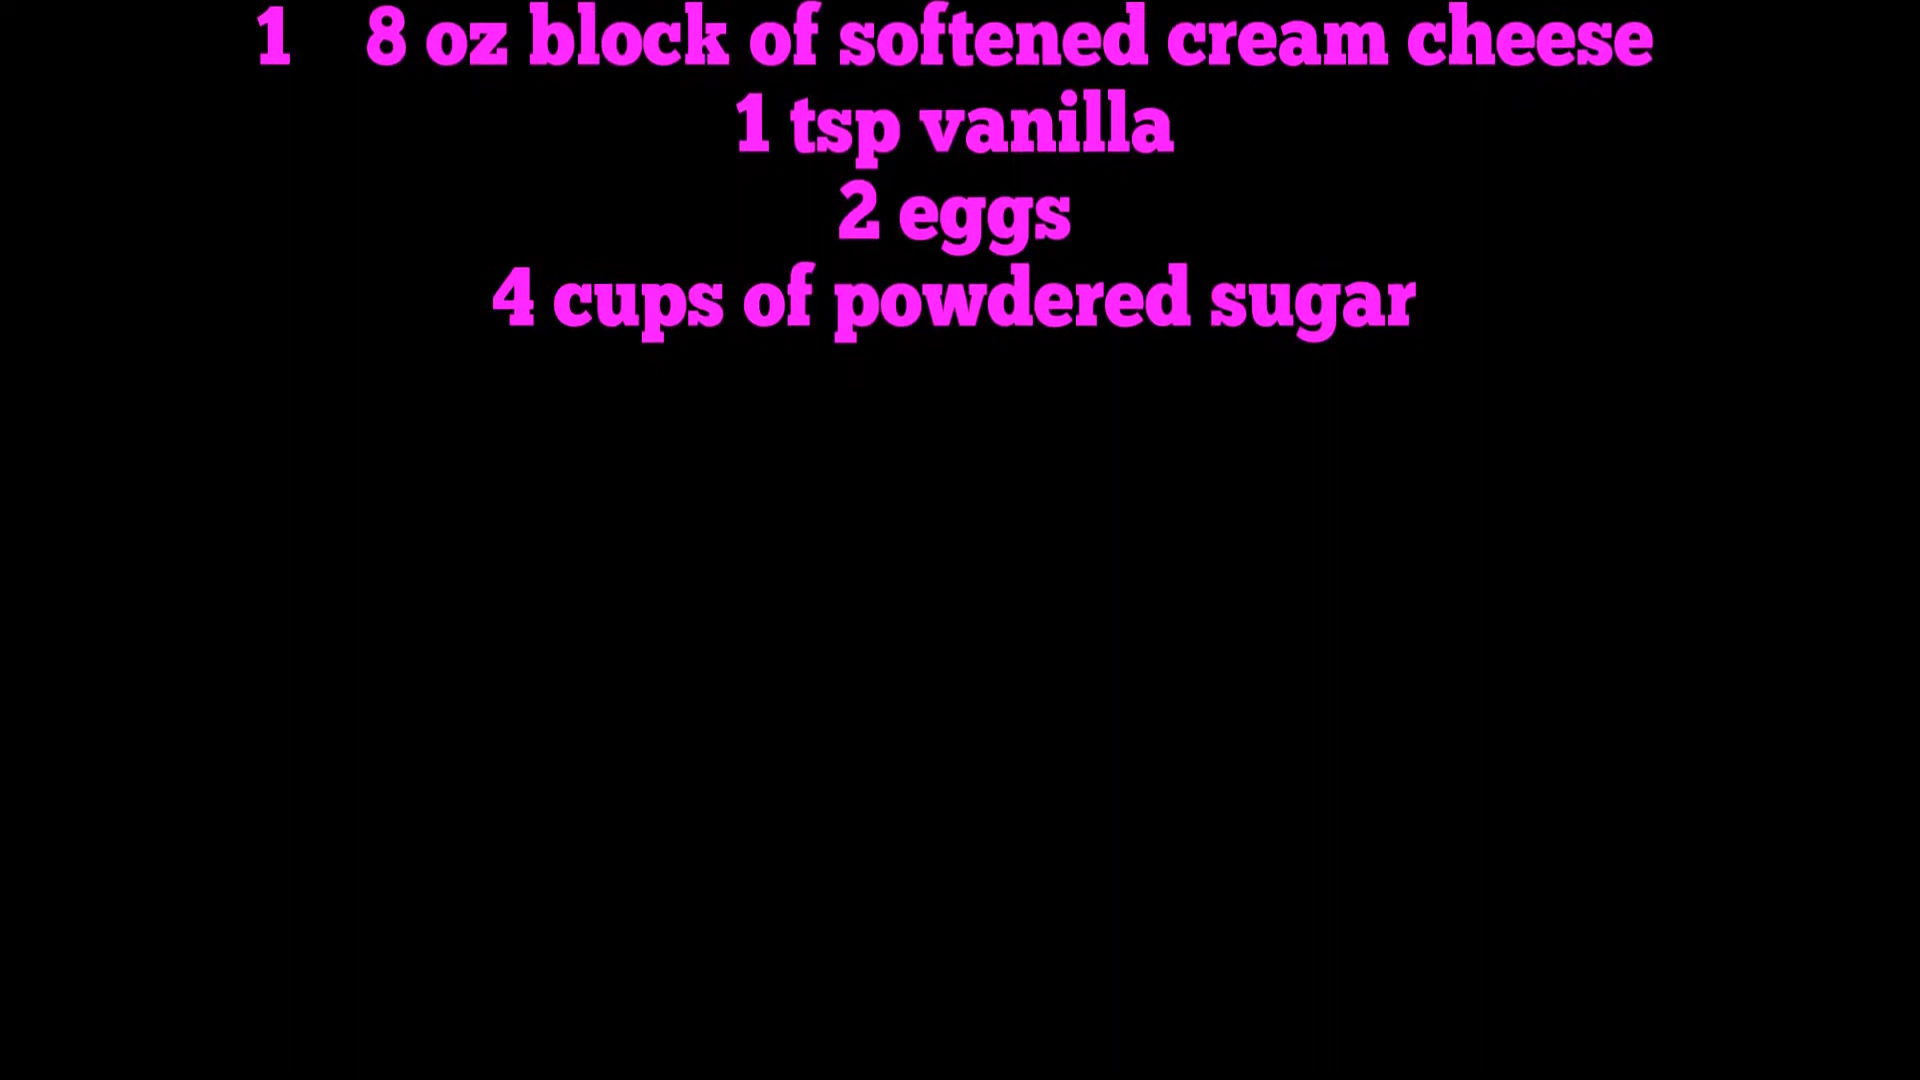 1 8 oz block of softened cream cheese
1 tsp vanilla
2 eggs
4 cups of powdered sugar